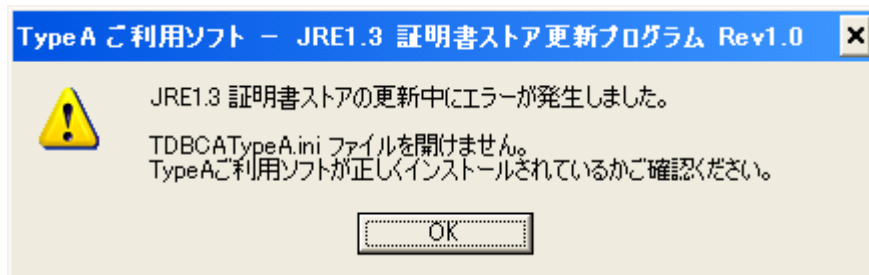 TypeA ご利用ソフト － JRE1.3 証明書ストア更新プログラム Rev1.0
JRE1.3 証明書ストアの更新中にエラーが発生しました。
TDBCATypeA.ini ファイルを開けません。
TypeAご利用ソフトが正しくインストールされているかご確認ください。
OK